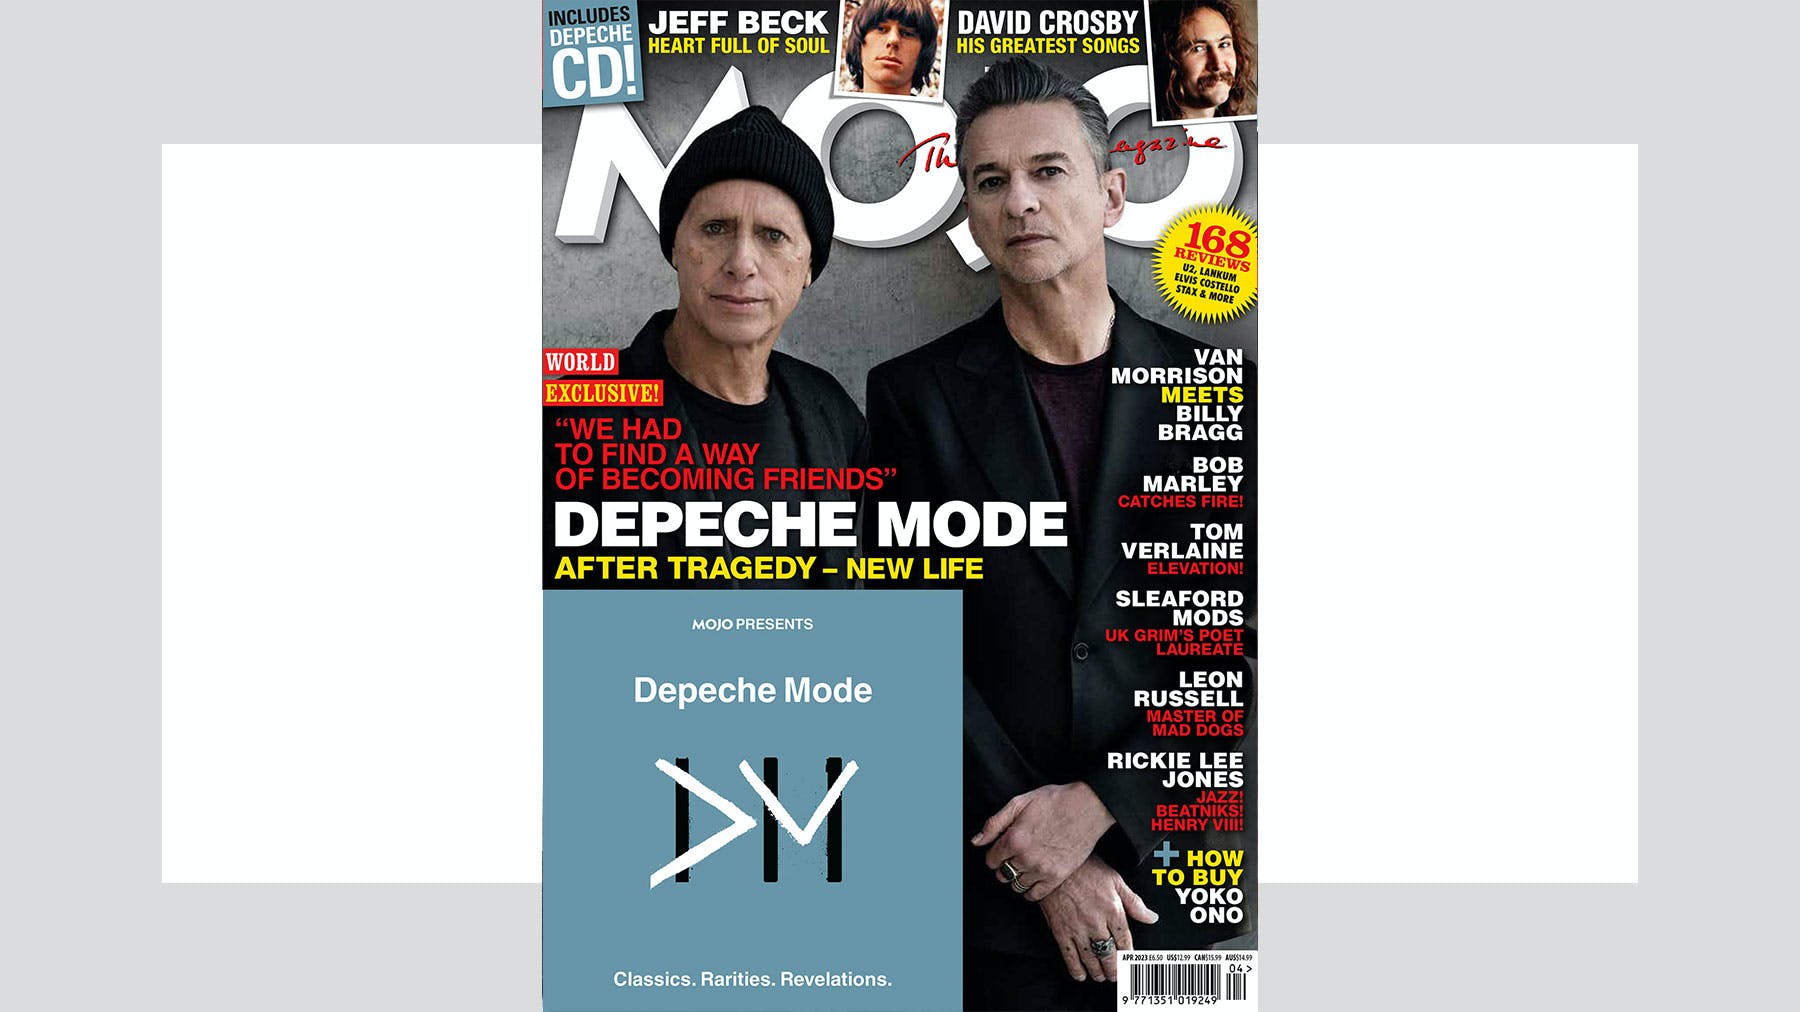 INCLUDES
DEPECHE
CD!
JEFF BECK
HEART FULL OF SOUL
DAVID CROSBY
HIS GREATEST SONGS
MOJO
Th agazine
168
REVIEWS
U2, LANKUM
ELVIS COSTELLO
STAX & MORE
WORLD
EXCLUSIVE!
“WE HAD
TO FIND A WAY
OF BECOMING FRIENDS”
DEPECHE MODE
AFTER TRAGEDY – NEW LIFE
MOJO PRESENTS
Depeche Mode
DM
Classics. Rarities. Revelations.
VAN
MORRISON
MEETS
BILLY
BRAGG
BOB
MARLEY
CATCHES FIRE!
TOM
VERLAINE
ELEVATION!
SLEAFORD
MODS
UK GRIM’S POET
LAUREATE
LEON
RUSSELL
MASTER OF
MAD DOGS
RICKIE LEE
JONES
JAZZ!
BEATNIKS!
HENRY VIII!
+ HOW
TO BUY
YOKO
ONO
APR 2023 £6.50 US$12.99 CAN$15.99 AUS$14.99
04>
9 771351 019249